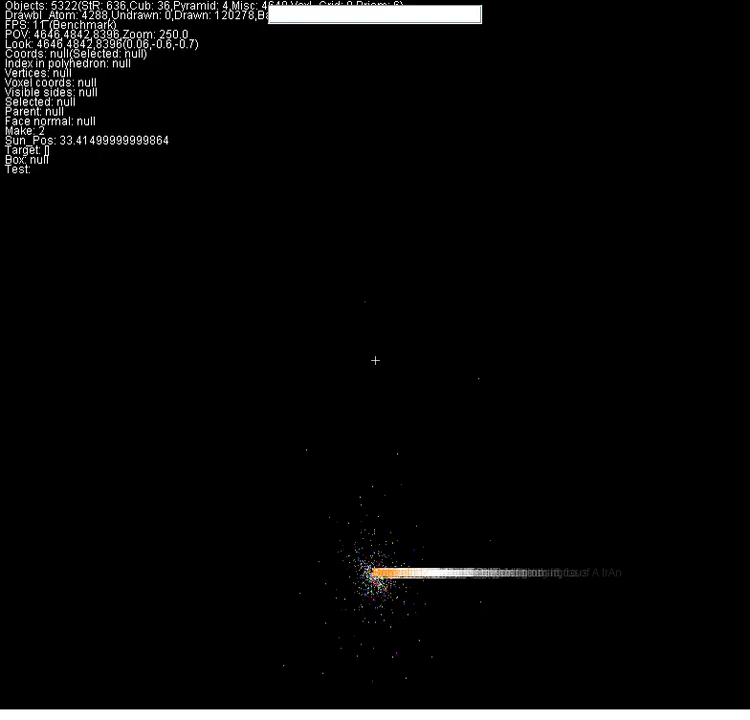 Objects: 5322(StR: 636,Cub: 36,Pyramid: 4,Misc: 4640,Voxl_Grid: 0,Prism: 6)
Drawbl_Atom: 4288,Undrawn: 0,Drawn: 120278,
FPS: 11 (Benchmark)
POV: 4646,4842,8396,Zoom: 250.0
Look: 4646,4842,8396(0.06,-0.6,-0.7)
Coords: null(Selected: null)
Index in polyhedron: null
Vertices: null
Voxel coords: null
Visible sides: null
Selected: null
Parent: null
Face normal: null
Make: 2
Sun_Pos: 33.41499999999864
Target: []
Box: null
Test: